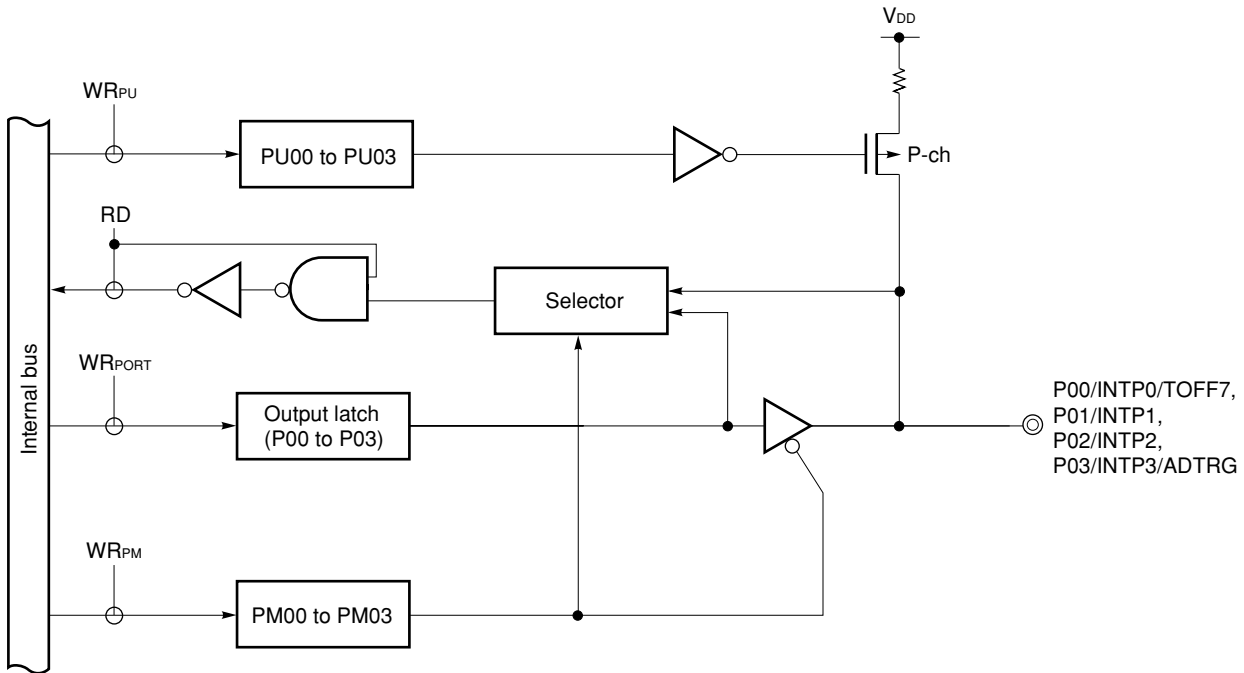 VDD
WRPU
PU00 to PU03
P-ch
RD
Selector
WRPORT
Internal bus
Output latch
(P00 to P03)
P00/INTP0/TOFF7,
P01/INTP1,
P02/INTP2,
P03/INTP3/ADTRG
WRPM
PM00 to PM03